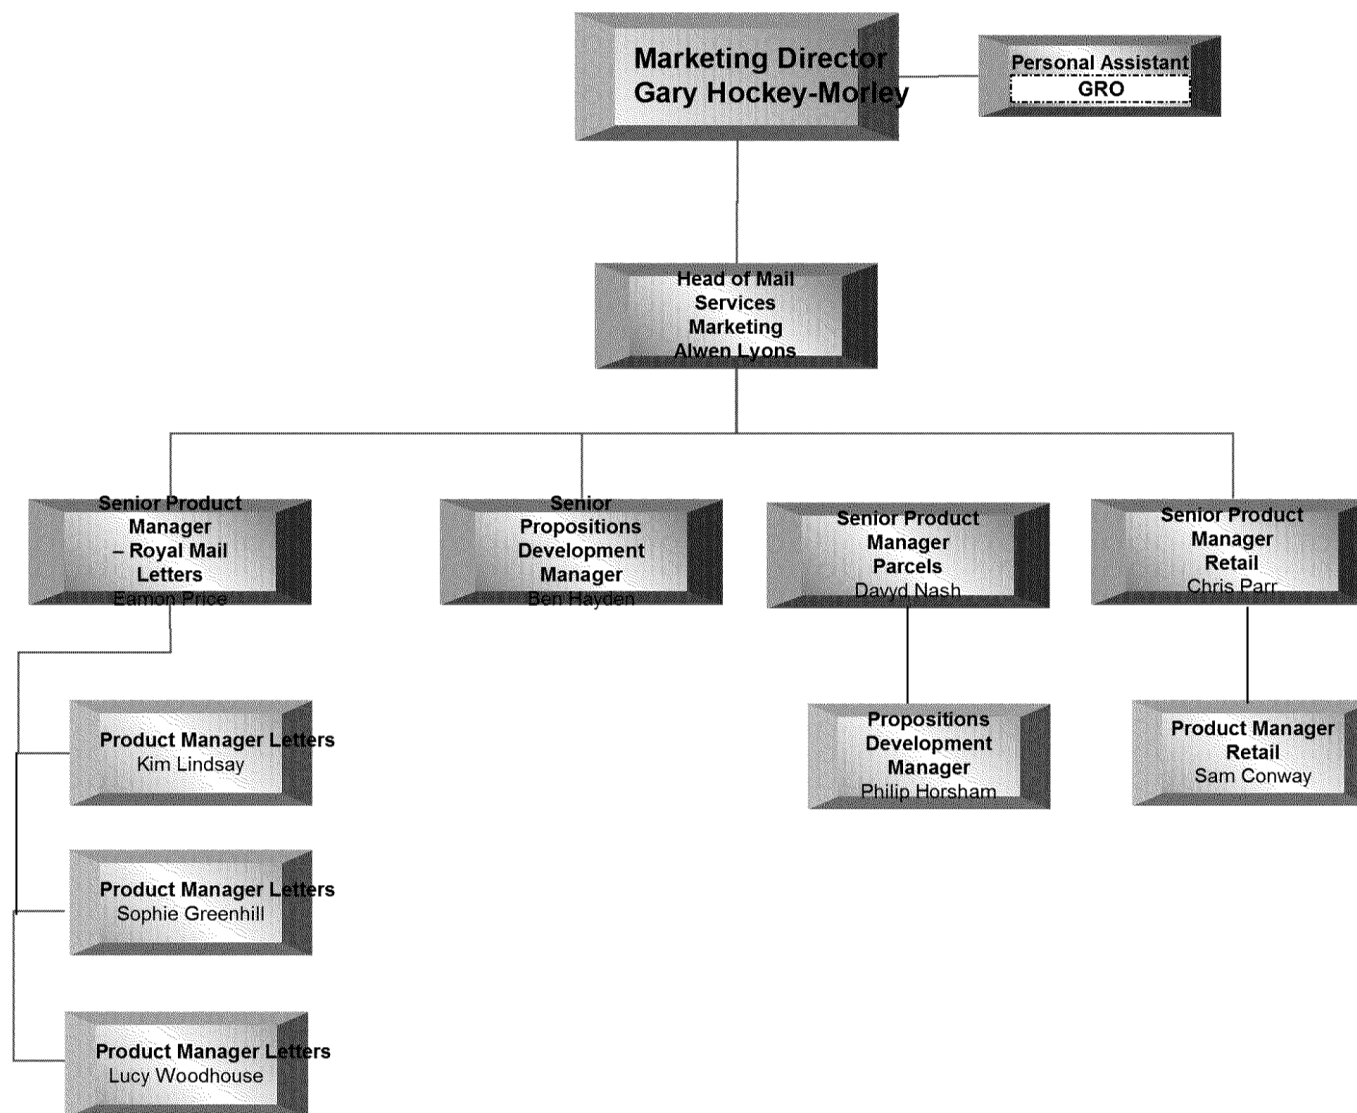 Marketing Director
Gary Hockey-Morley
Personal Assistant
GRO
Head of Mail
Services
Marketing
Alwen Lyons
Senior Product
Manager
– Royal Mail
Letters
Eamon Price
Senior
Propositions
Development
Manager
Ben Hayden
Senior Product
Manager
Parcels
Davyd Nash
Senior Product
Manager
Retail
Chris Parr
Product Manager Letters
Kim Lindsay
Propositions
Development
Manager
Philip Horsham
Product Manager
Retail
Sam Conway
Product Manager Letters
Sophie Greenhill
Product Manager Letters
Lucy Woodhouse